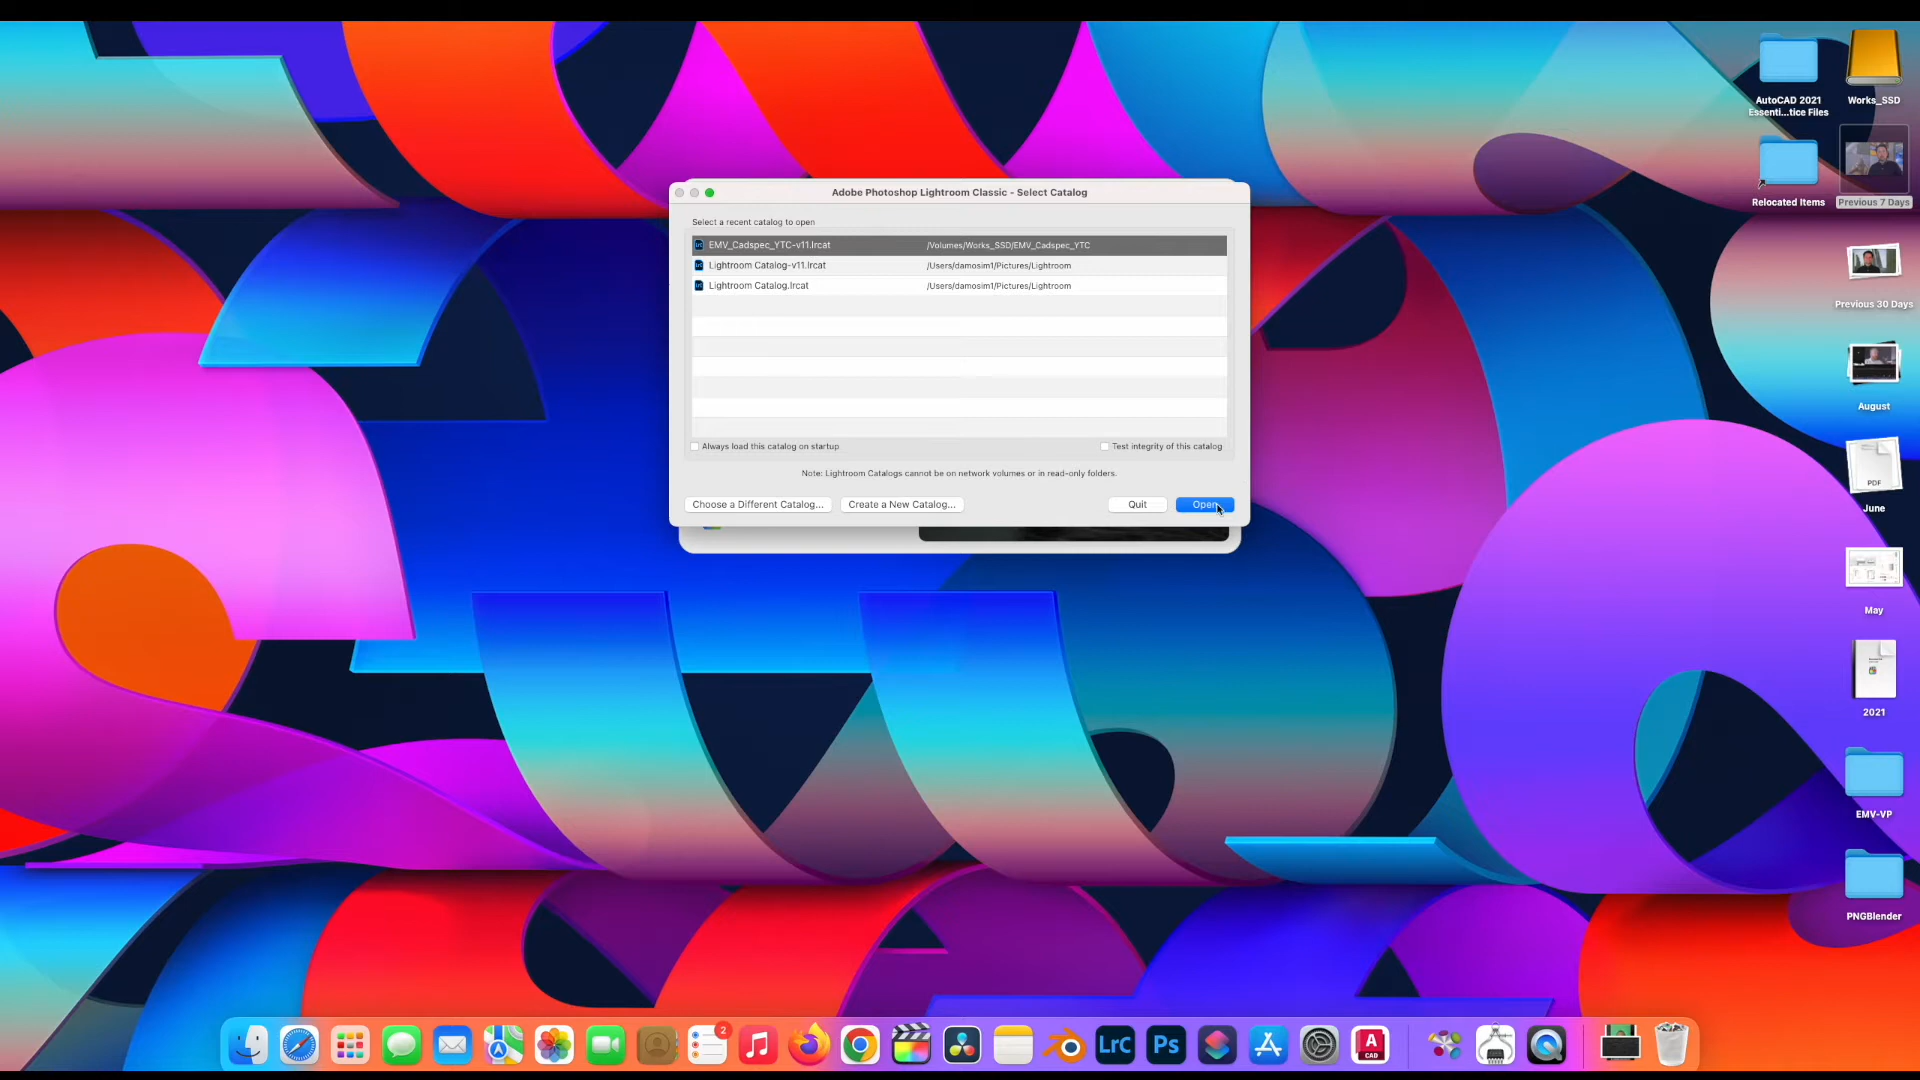 Adobe Photoshop Lightroom Classic - Select Catalog
Select a recent catalog to open
EMV_Cadspec_YTC-v11.lrcat /Volumes/Works_SSD/EMV_Cadspec_YTC
Lightroom Catalog-v11.lrcat /Users/damosim1/Pictures/Lightroom
Lightroom Catalog.lrcat /Users/damosim1/Pictures/Lightroom
Always load this catalog on startup Test integrity of this catalog
Note: Lightroom Catalogs cannot be on network volumes or in read-only folders.
Choose a Different Catalog... Create a New Catalog... Quit Open
AutoCAD 2021
Essenti...tice Files
Works_SSD
Relocated Items
Previous 7 Days
Previous 30 Days
August
PDF
June
May
2021
EMV-VP
PNGBlender
2
LrC
Ps
A
CAD